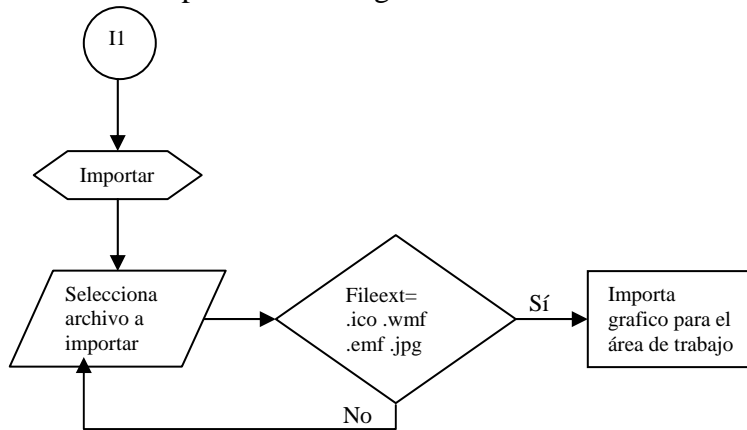 I1
Importar
Selecciona
archivo a
importar
Fileext=
.ico .wmf
.emf .jpg
Sí
Importa
grafico para el
área de trabajo
No